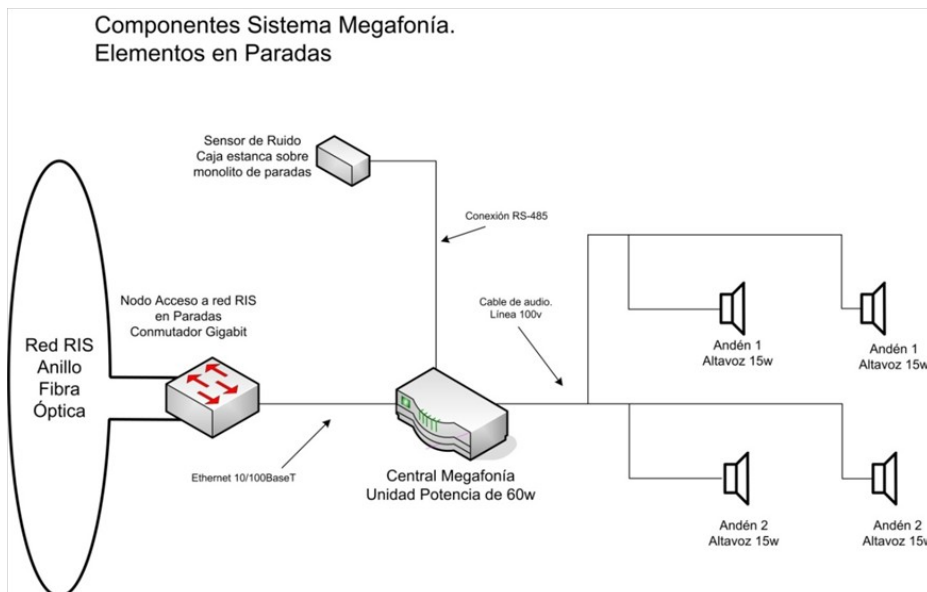 Componentes Sistema Megafonía.
Elementos en Paradas
Sensor de Ruido
Caja estanca sobre
monolito de paradas
Conexión RS-485
Nodo Acceso a red RIS
en Paradas
Conmutador Gigabit
Cable de audio.
Línea 100v
Red RIS
Anillo
Fibra
Óptica
Andén 1
Altavoz 15w
Andén 1
Altavoz 15w
Ethernet 10/100BaseT
Central Megafonía
Unidad Potencia de 60w
Andén 2
Altavoz 15w
Andén 2
Altavoz 15w